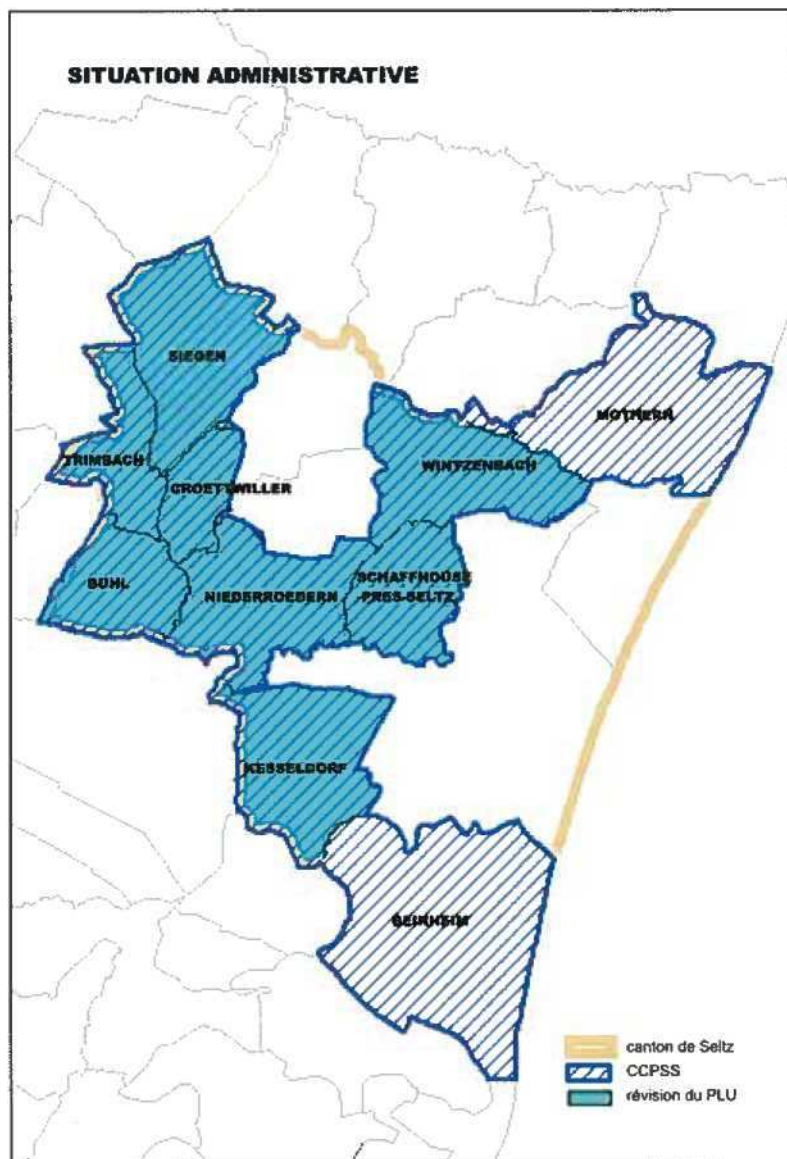 SITUATION ADMINISTRATIVE
SIEGEN
MOTHERN
TRIMBACH
CROETTWILLER
WINTZENBACH
BUHL
NIEDERROEDERN
SCHAFFHOUSE
-PRES-SELTZ
KESSELDORF
BEINHEIM
canton de Seltz
CCPSS
révision du PLU